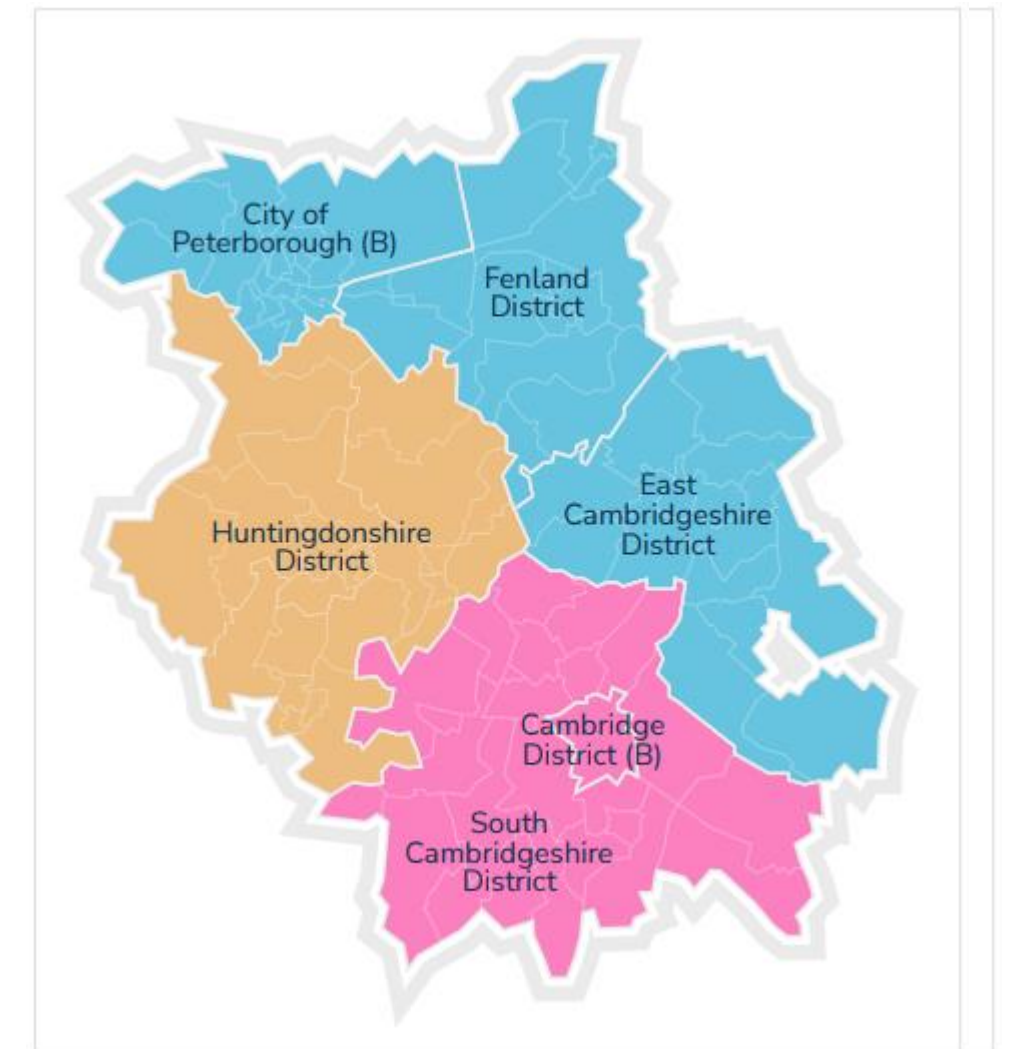 City of
Peterborough (B)
Fenland
District
East
Cambridgeshire
District
Huntingdonshire
District
Cambridge
District (B)
South
Cambridgeshire
District